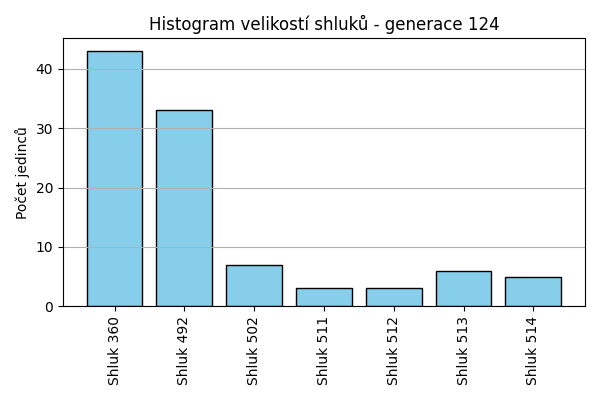 Histogram velikostí shluků - generace 124
Počet jedinců
40
30
20
10
0
Shluk 360
Shluk 492
Shluk 502
Shluk 511
Shluk 512
Shluk 513
Shluk 514